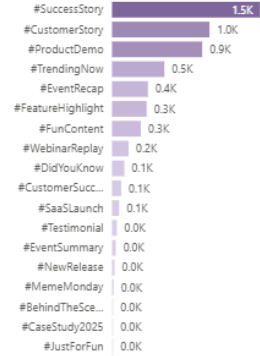 #SuccessStory 1.5K
#CustomerStory 1.0K
#ProductDemo 0.9K
#TrendingNow 0.5K
#EventRecap 0.4K
#FeatureHighlight 0.3K
#FunContent 0.3K
#WebinarReplay 0.2K
#DidYouKnow 0.1K
#CustomerSucc... 0.1K
#SaaSLaunch 0.1K
#Testimonial 0.0K
#EventSummary 0.0K
#NewRelease 0.0K
#MemeMonday 0.0K
#BehindTheSce... 0.0K
#CaseStudy2025 0.0K
#JustForFun 0.0K